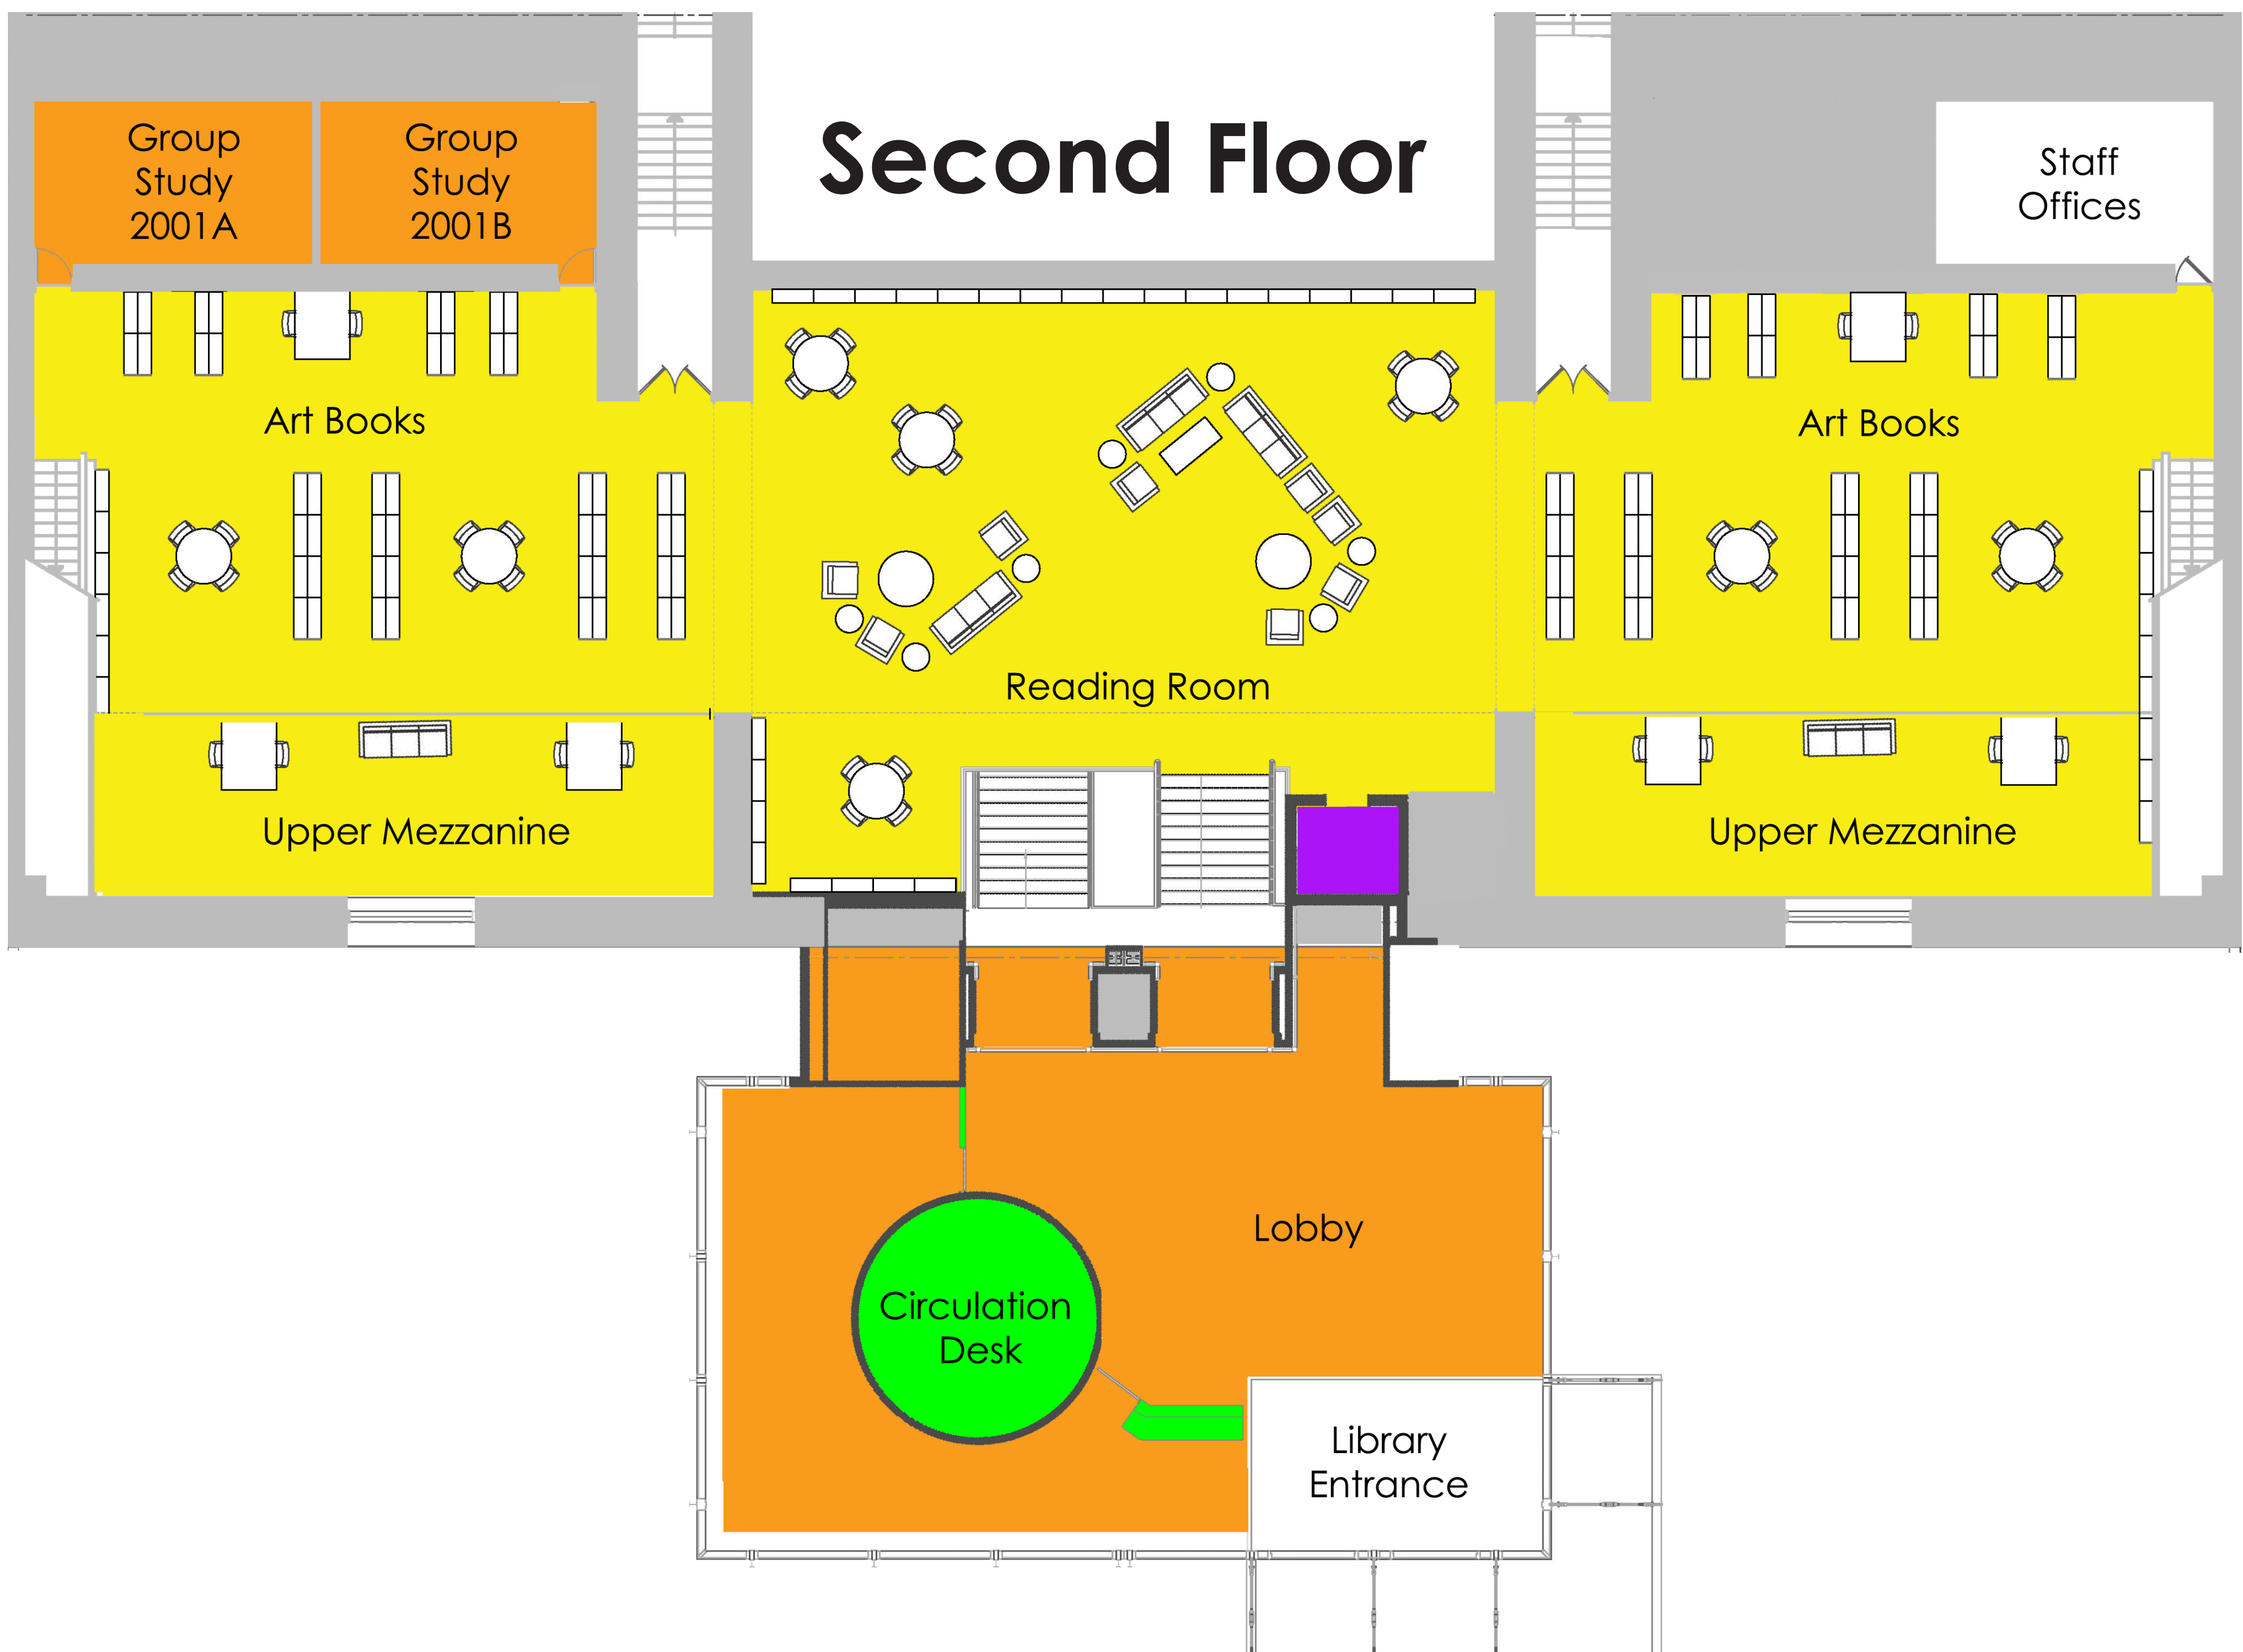 Second Floor
Group
Study
2001A
Group
Study
2001B
Staff
Offices
Art Books
Art Books
Reading Room
Upper Mezzanine
Upper Mezzanine
Lobby
Circulation
Desk
Library
Entrance